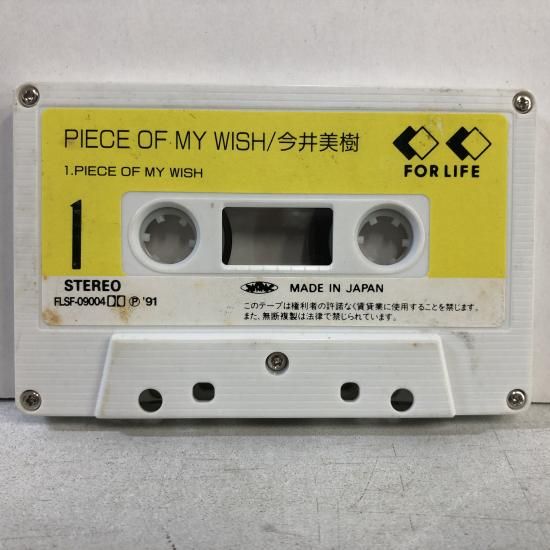 PIECE OF MY WISH/今井美樹
1.PIECE OF MY WISH
FOR LIFE
1
STEREO
FLSF-09004 ℗ '91
MADE IN JAPAN
このテープは権利者の許諾なく賃貸業に使用することを禁じます。
また、無断複製は法律で禁じられています。